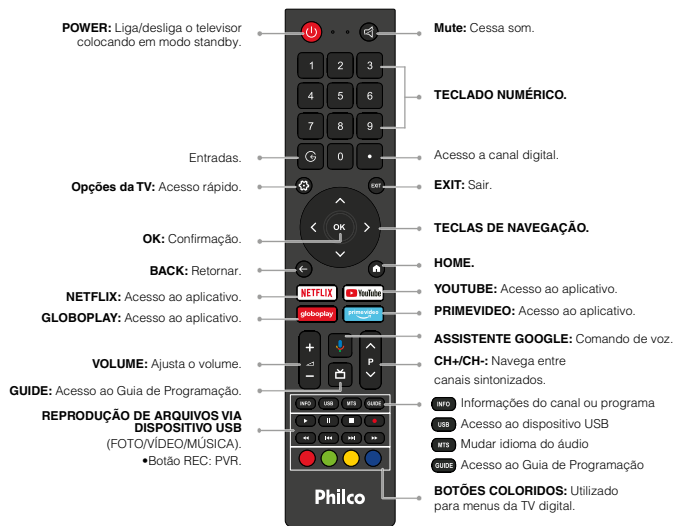 POWER: Liga/desliga o televisor
colocando em modo standby.
Mute: Cessa som.
1 2 3
4 5 6
7 8 9
TECLADO NUMÉRICO.
Entradas.
0 •
Acesso a canal digital.
Opções da TV: Acesso rápido.
EXIT
EXIT: Sair.
OK
TECLAS DE NAVEGAÇÃO.
OK: Confirmação.
BACK: Retornar.
HOME.
NETFLIX: Acesso ao aplicativo.
NETFLIX
YouTube
YOUTUBE: Acesso ao aplicativo.
GLOBOPLAY: Acesso ao aplicativo.
globoplay
primevideo
PRIMEVIDEO: Acesso ao aplicativo.
ASSISTENTE GOOGLE: Comando de voz.
+
P
−
VOLUME: Ajusta o volume.
CH+/CH-: Navega entre
canais sintonizados.
GUIDE: Acesso ao Guia de Programação.
INFO USB MTS GUIDE
INFO Informações do canal ou programa
USB Acesso ao dispositivo USB
MTS Mudar idioma do áudio
GUIDE Acesso ao Guia de Programação
REPRODUÇÃO DE ARQUIVOS VIA
DISPOSITIVO USB
(FOTO/VÍDEO/MÚSICA).
•Botão REC: PVR.
BOTÕES COLORIDOS: Utilizado
para menus da TV digital.
Philco